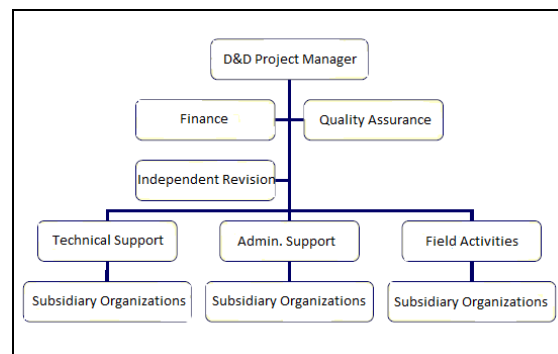 D&D Project Manager
Finance
Quality Assurance
Independent Revision
Technical Support
Admin. Support
Field Activities
Subsidiary Organizations
Subsidiary Organizations
Subsidiary Organizations